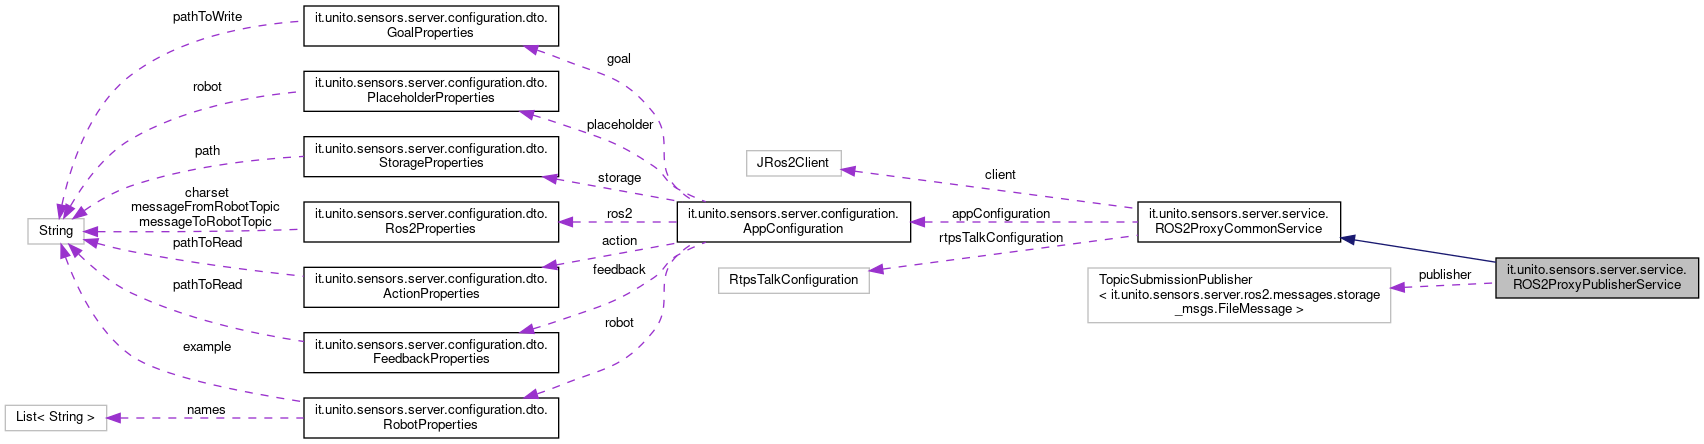 pathToWrite
it.unito.sensors.server.configuration.dto.
GoalProperties
goal
robot
it.unito.sensors.server.configuration.dto.
PlaceholderProperties
placeholder
path
it.unito.sensors.server.configuration.dto.
StorageProperties
storage
JRos2Client
client
charset
messageFromRobotTopic
messageToRobotTopic
it.unito.sensors.server.configuration.dto.
Ros2Properties
ros2
it.unito.sensors.server.configuration.
AppConfiguration
appConfiguration
it.unito.sensors.server.service.
ROS2ProxyCommonService
String
pathToRead
it.unito.sensors.server.configuration.dto.
ActionProperties
action
RtpsTalkConfiguration
rtpsTalkConfiguration
TopicSubmissionPublisher
< it.unito.sensors.server.ros2.messages.storage
_msgs.FileMessage >
publisher
it.unito.sensors.server.service.
ROS2ProxyPublisherService
pathToRead
it.unito.sensors.server.configuration.dto.
FeedbackProperties
feedback
example
robot
List< String >
names
it.unito.sensors.server.configuration.dto.
RobotProperties